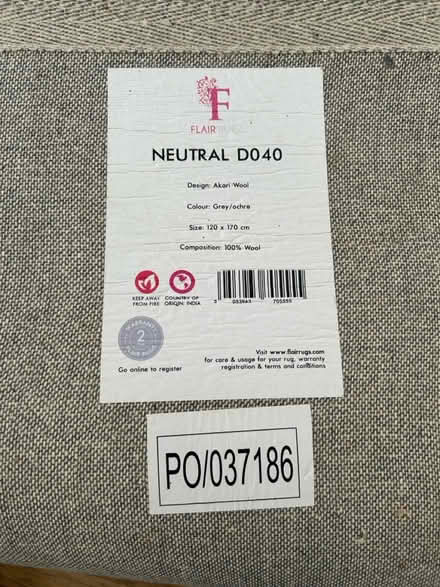 F
FLAIR
NEUTRAL D040
Design: Akari Wool
Colour: Grey/ochre
Size: 120 x 170 cm
Composition: 100% Wool
KEEP AWAY FROM FIRE
COUNTRY OF ORIGIN: INDIA
WARRANTY
2
Go online to register
Visit www.flairrugs.com
for care & usage for your rug, warranty
registration & terms and conditions
PO/037186